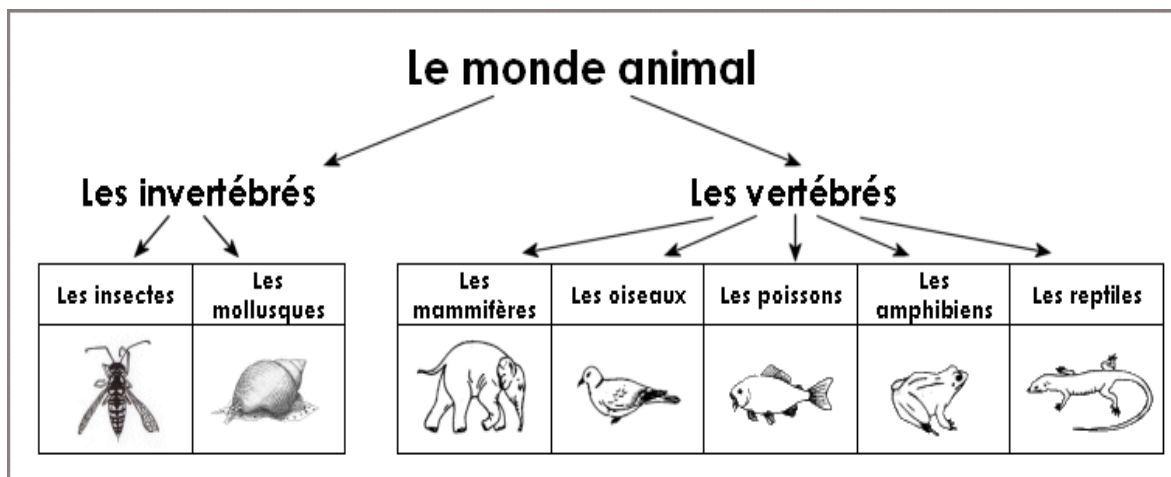 Le monde animal
Les invertébrés
Les vertébrés
Les insectes
Les
mollusques
Les
mammifères
Les oiseaux
Les poissons
Les
amphibiens
Les reptiles